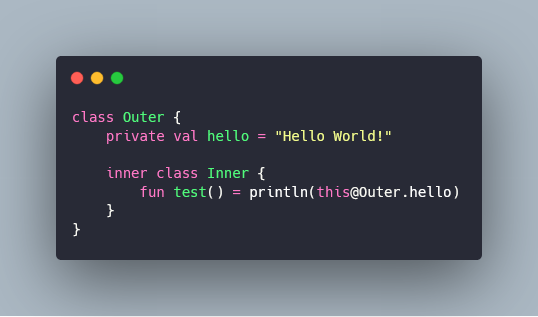 class Outer {
    private val hello = "Hello World!"

    inner class Inner {
        fun test() = println(this@Outer.hello)
    }
}